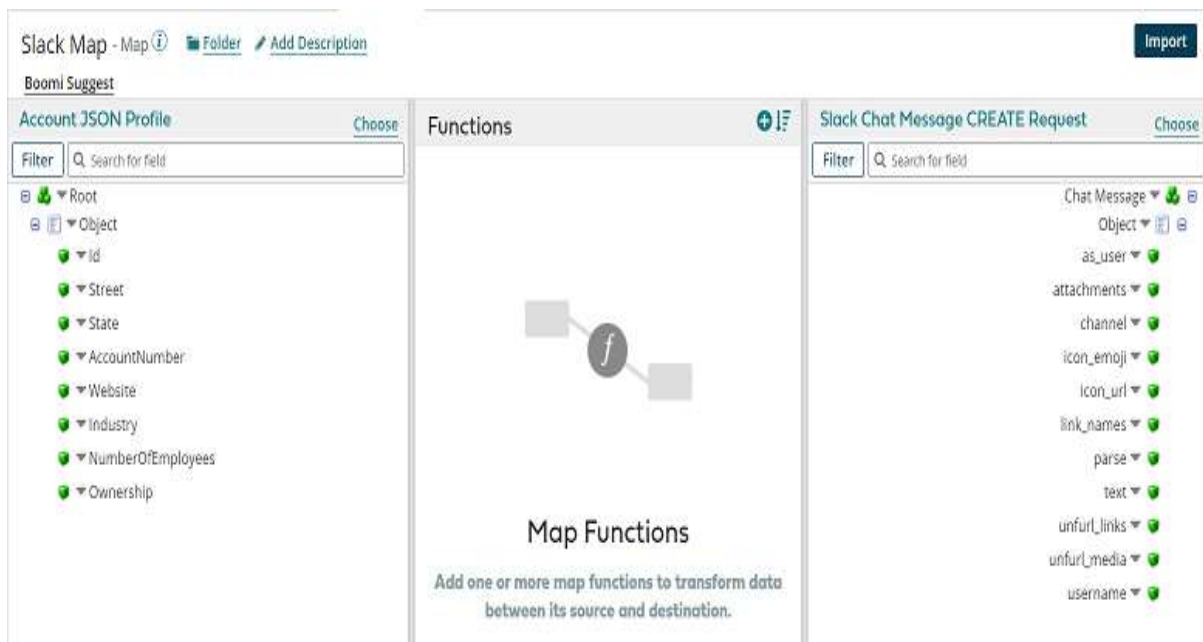 Slack Map - Map i Folder Add Description
Import
Boomi Suggest
Account JSON Profile
Choose
Filter
Search for field
Root
Object
Id
Street
State
AccountNumber
Website
Industry
NumberOfEmployees
Ownership
Functions
f
Map Functions
Add one or more map functions to transform data
between its source and destination.
Slack Chat Message CREATE Request
Choose
Filter
Search for field
Chat Message
Object
as_user
attachments
channel
icon_emoji
icon_url
link_names
parse
text
unfurl_links
unfurl_media
username